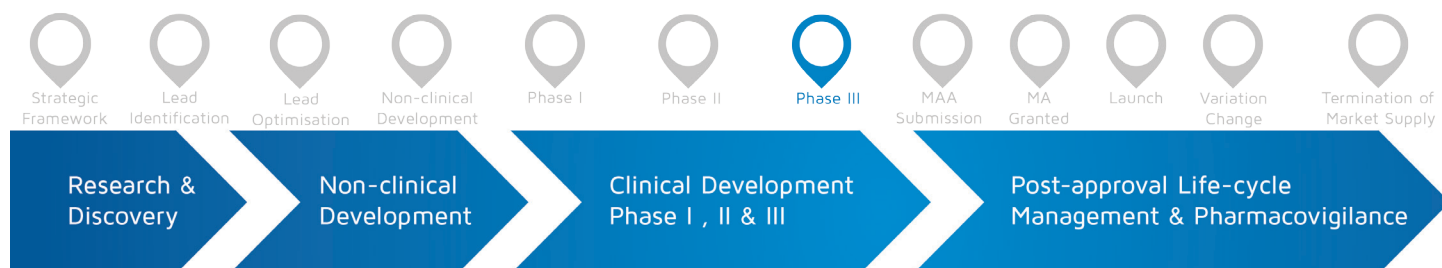 Strategic
Framework
Lead
Identification
Lead
Optimisation
Non-clinical
Development
Phase I
Phase II
Phase III
MAA
Submission
MA
Granted
Launch
Variation
Change
Termination of
Market Supply
Research &
Discovery
Non-clinical
Development
Clinical Development
Phase I , II & III
Post-approval Life-cycle
Management & Pharmacovigilance